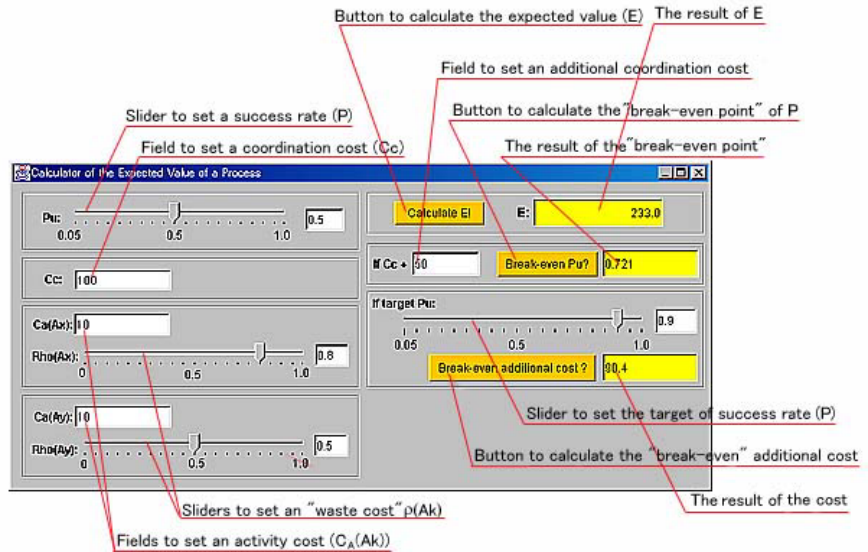 Button to calculate the expected value (E)
The result of E
Field to set an additional coordination cost
Slider to set a success rate (P)
Button to calculate the "break-even point" of P
Field to set a coordination cost (Cc)
The result of the "break-even point"
Calculator of the Expected Value of a Process
Pu: 0.5
0.05 0.5 1.0
Calculate E! E: 233.0
If Cc + 50 Break-even Pu? 0.721
Cc: 100
If target Pu:
0.9
0.05 0.5 1.0
Break-even additional cost ? 90.4
Ca(Ax): 10
Rho(Ax): 0.8
0 0.5 1.0
Ca(Ay): 10
Rho(Ay): 0.5
0 0.5 1.0
Slider to set the target of success rate (P)
Button to calculate the "break-even" additional cost
The result of the cost
Sliders to set an "waste cost" ρ(Ak)
Fields to set an activity cost (CA(Ak))